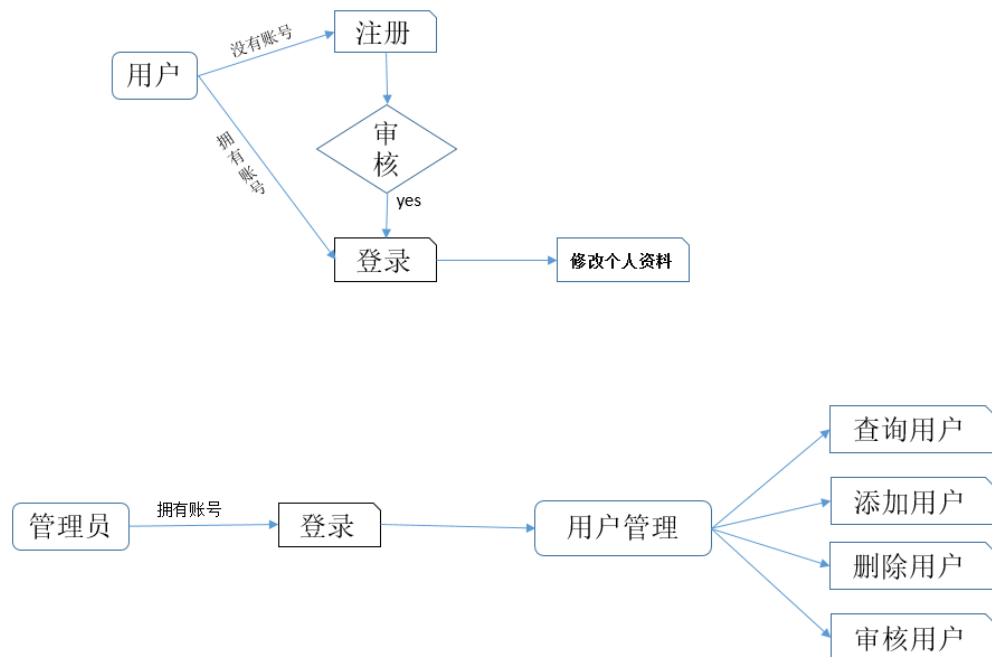 注册
没有账号
用户
拥有账号
审
核
yes
登录
修改个人资料
查询用户
管理员
拥有账号
登录
用户管理
添加用户
删除用户
审核用户